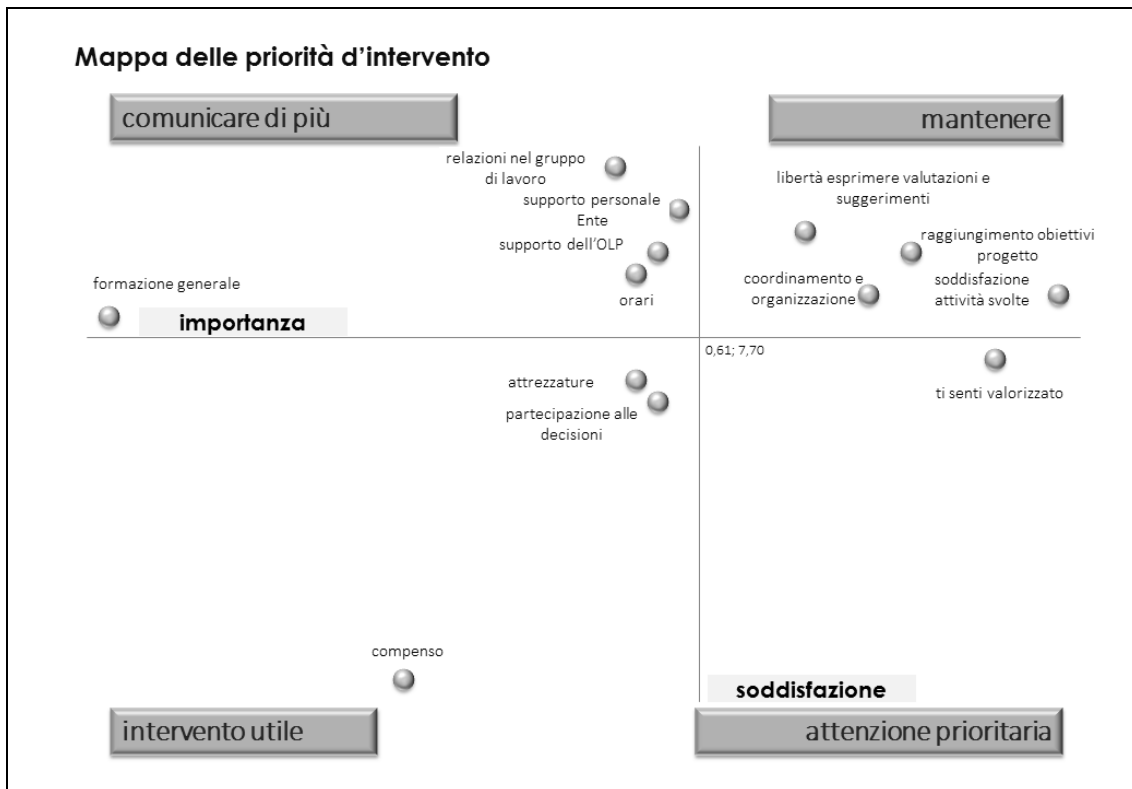 Mappa delle priorità d’intervento
comunicare di più
mantenere
relazioni nel gruppo
di lavoro
supporto personale
Ente
supporto dell’OLP
orari
formazione generale
importanza
libertà esprimere valutazioni e
suggerimenti
raggiungimento obiettivi
progetto
coordinamento e
organizzazione
soddisfazione
attività svolte
0,61; 7,70
ti senti valorizzato
attrezzature
partecipazione alle
decisioni
compenso
soddisfazione
intervento utile
attenzione prioritaria